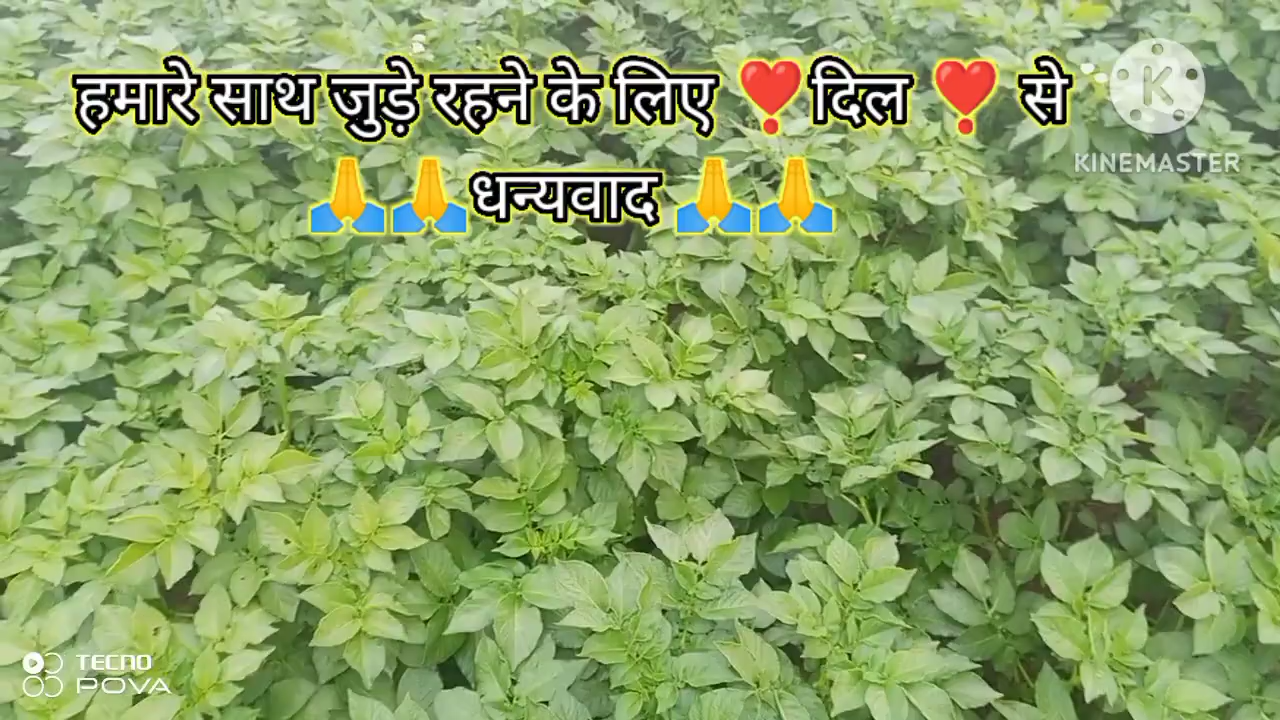 हमारे साथ जुड़े रहने के लिए ❣️दिल ❣️ से
🙏🙏धन्यवाद 🙏🙏
K
KINEMASTER
TECNO
POVA